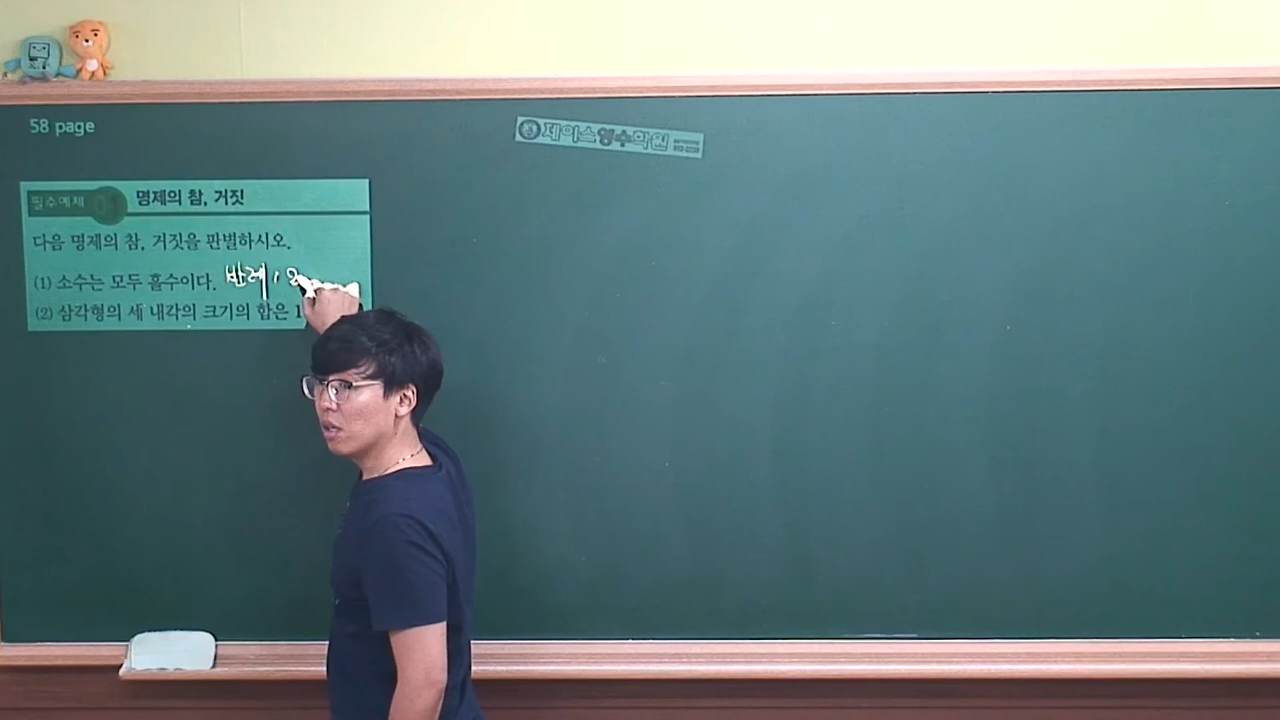 58 page
제이스영수학원
필수예제 01 명제의 참, 거짓
다음 명제의 참, 거짓을 판별하시오.
(1) 소수는 모두 홀수이다. 반례, 2
(2) 삼각형의 세 내각의 크기의 합은 1